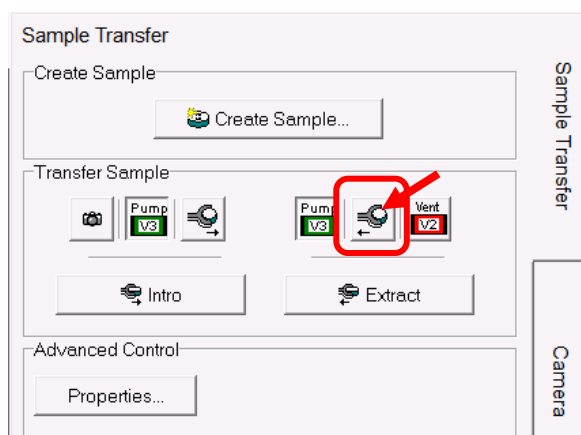 Sample Transfer
Create Sample
Create Sample...
Transfer Sample
Pump
V3
Pump
V3
Vent
V2
Intro
Extract
Advanced Control
Properties...
Sample Transfer
Camera